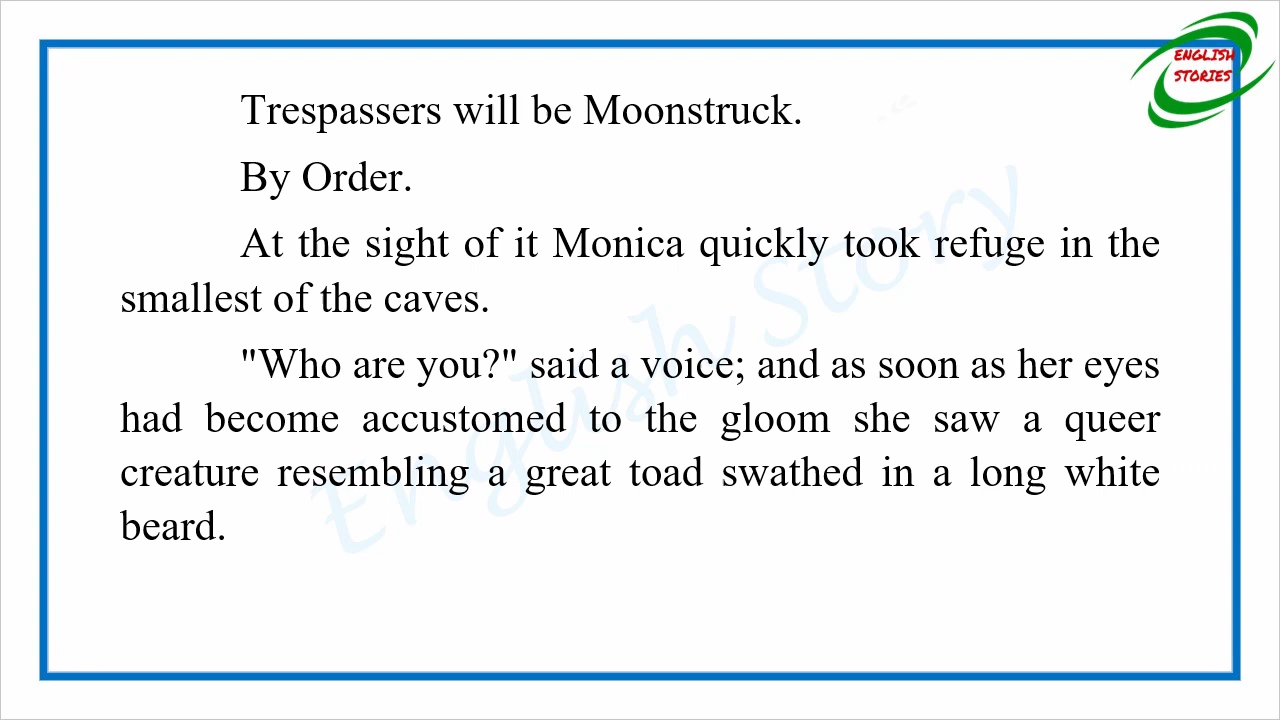 ENGLISH
STORIES
Trespassers will be Moonstruck.
By Order.
At the sight of it Monica quickly took refuge in the
smallest of the caves.
"Who are you?" said a voice; and as soon as her eyes
had become accustomed to the gloom she saw a queer
creature resembling a great toad swathed in a long white
beard.
English Story